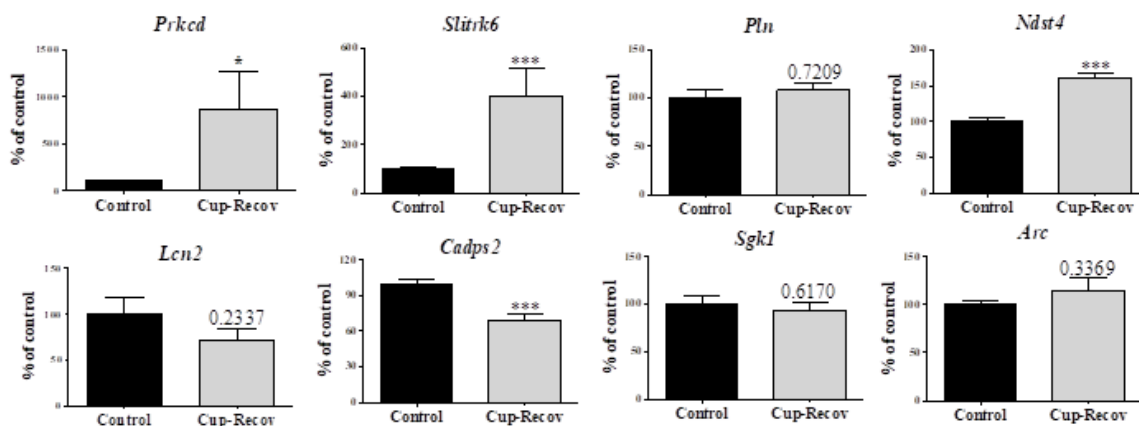 Prkcd
% of control
1500
1000
500
0
*
Control Cup-Recov
Slitrk6
% of control
600
400
200
0
***
Control Cup-Recov
Pln
% of control
150
100
50
0
0.7209
Control Cup-Recov
Ndst4
% of control
200
150
100
50
0
***
Control Cup-Recov
Lcn2
% of control
150
100
50
0
0.2337
Control Cup-Recov
Cadps2
% of control
120
90
60
30
0
***
Control Cup-Recov
Sgk1
% of control
150
100
50
0
0.6170
Control Cup-Recov
Arc
% of control
150
100
50
0
0.3369
Control Cup-Recov